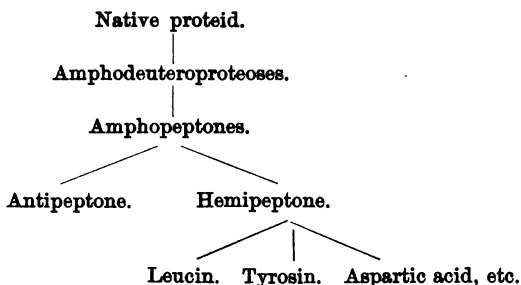 Native proteid.
Amphodeuteroproteoses.
Amphopeptones.
Antipeptone. Hemipeptone.
Leucin. Tyrosin. Aspartic acid, etc.